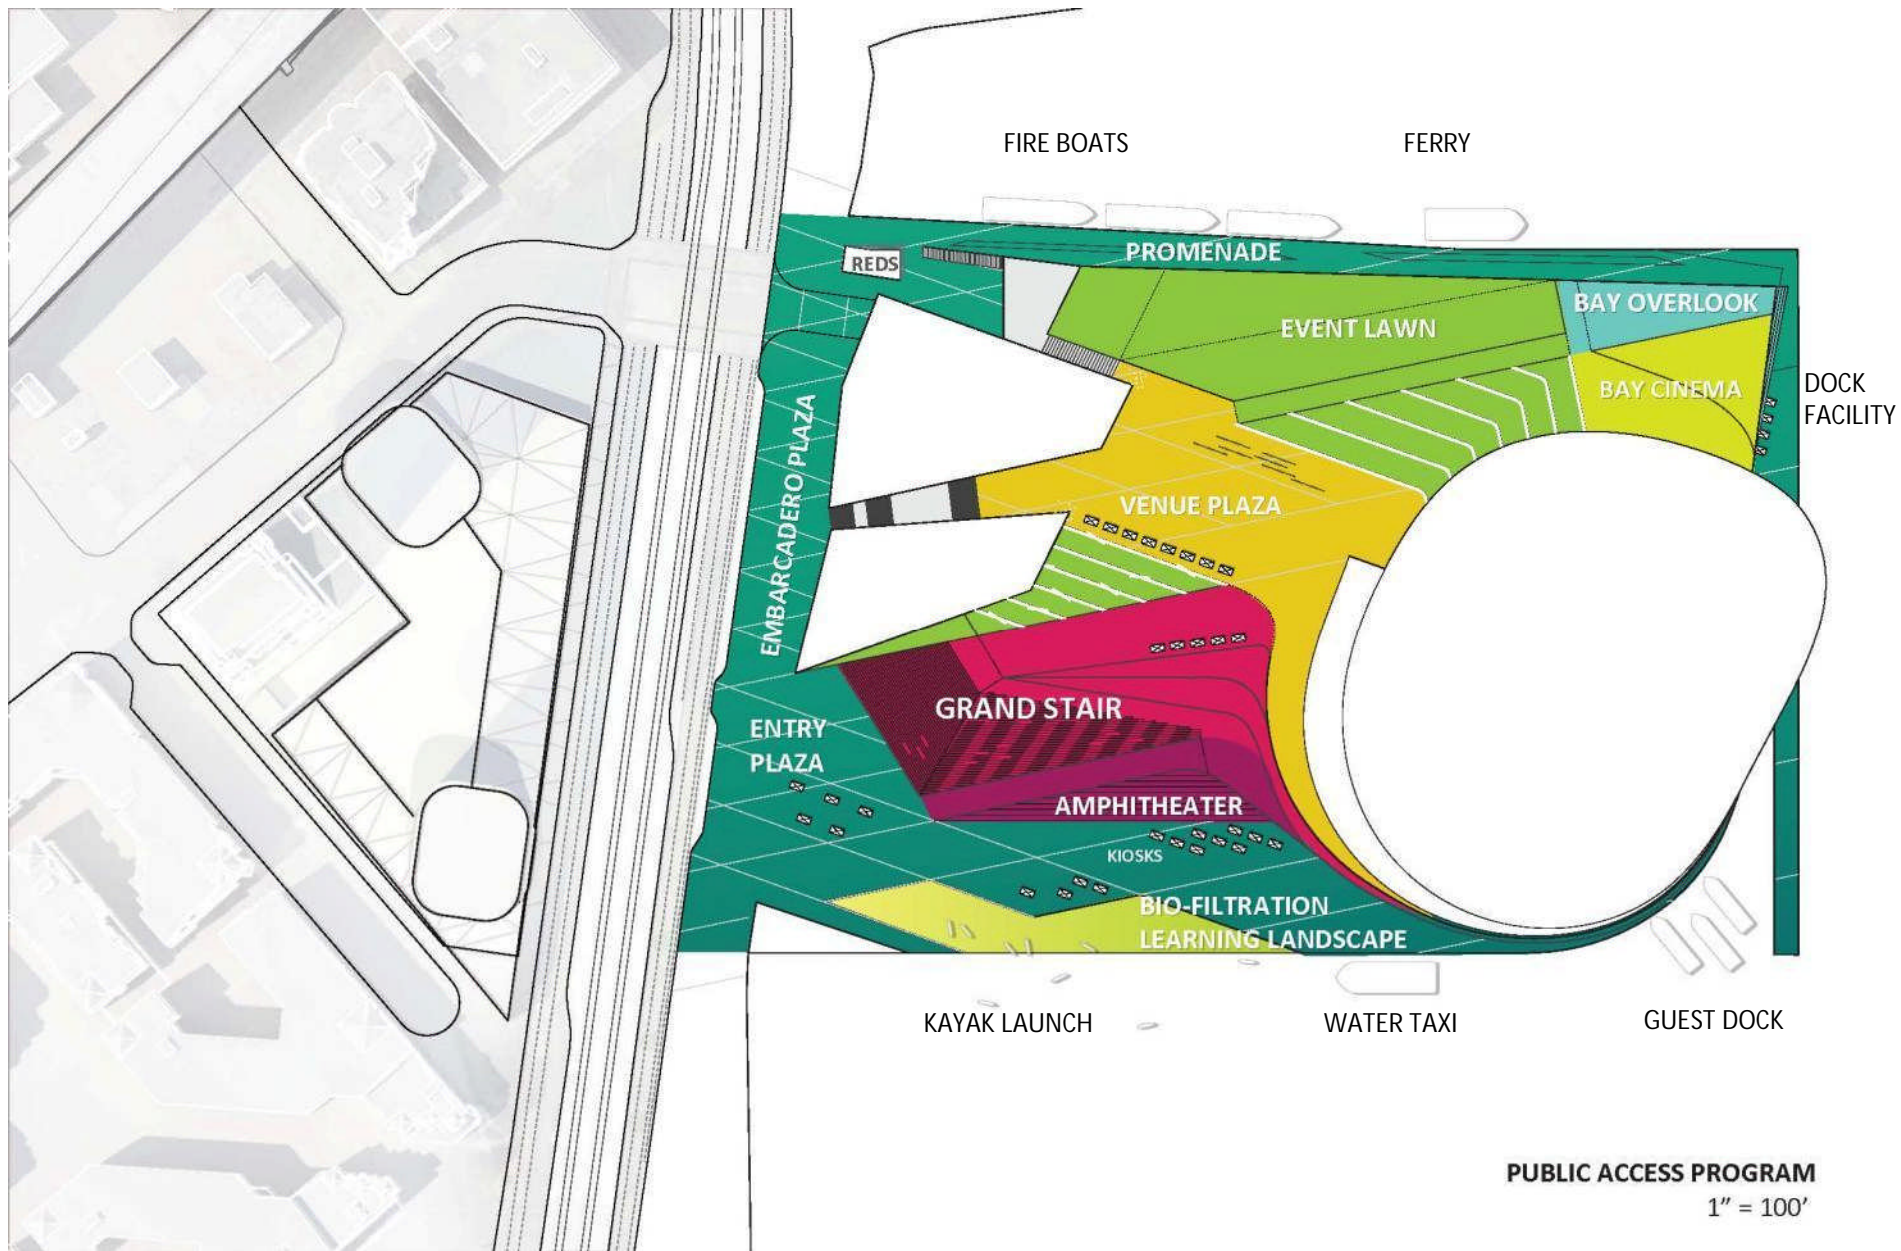 FIRE BOATS
FERRY
PROMENADE
REDS
BAY OVERLOOK
EVENT LAWN
BAY CINEMA
DOCK
FACILITY
EMBARCADERO PLAZA
VENUE PLAZA
GRAND STAIR
ENTRY
PLAZA
AMPHITHEATER
KIOSKS
BIO-FILTRATION
LEARNING LANDSCAPE
KAYAK LAUNCH
WATER TAXI
GUEST DOCK
PUBLIC ACCESS PROGRAM
1" = 100'